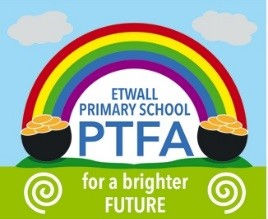 ETWALL
PRIMARY SCHOOL
PTFA
for a brighter
FUTURE